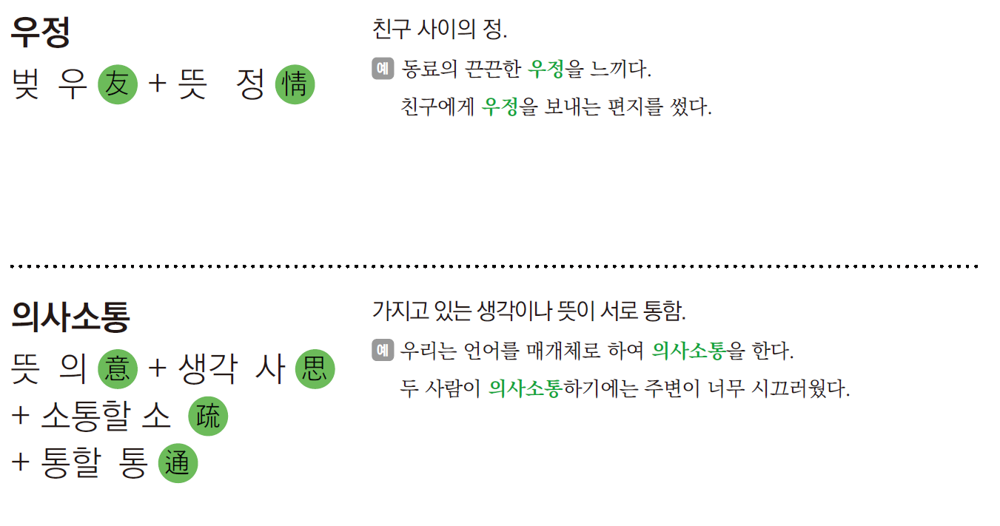 우정
벗 우 友 + 뜻 정 情
친구 사이의 정.
예 동료의 끈끈한 우정을 느끼다.
친구에게 우정을 보내는 편지를 썼다.
의사소통
뜻 의 意 + 생각 사 思
+ 소통할 소 疏
+ 통할 통 通
가지고 있는 생각이나 뜻이 서로 통함.
예 우리는 언어를 매개체로 하여 의사소통을 한다.
두 사람이 의사소통하기에는 주변이 너무 시끄러웠다.